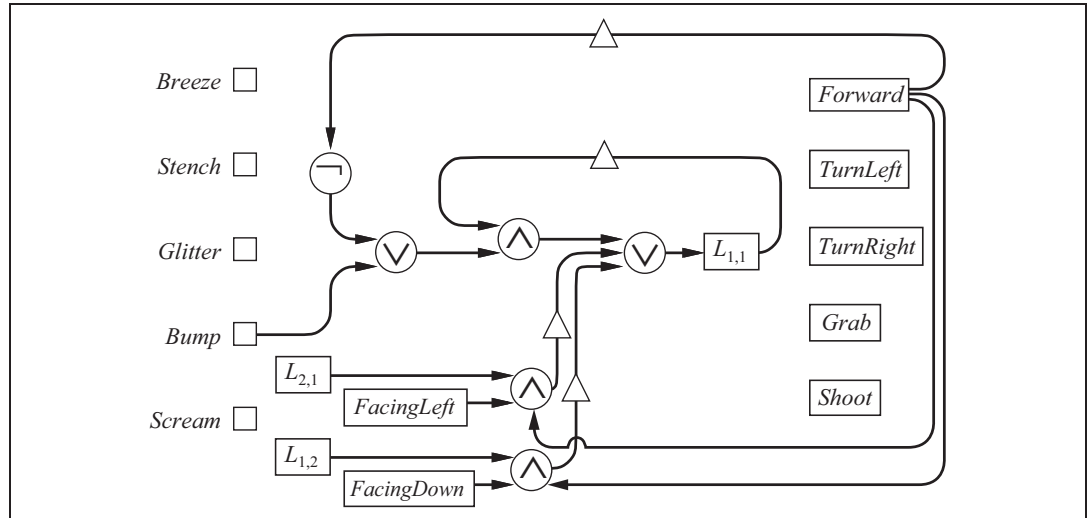 Breeze
Stench
Glitter
Bump
Scream
¬
∨
∧
∨
L1,1
L2,1
FacingLeft
∧
L1,2
FacingDown
∧
Forward
TurnLeft
TurnRight
Grab
Shoot